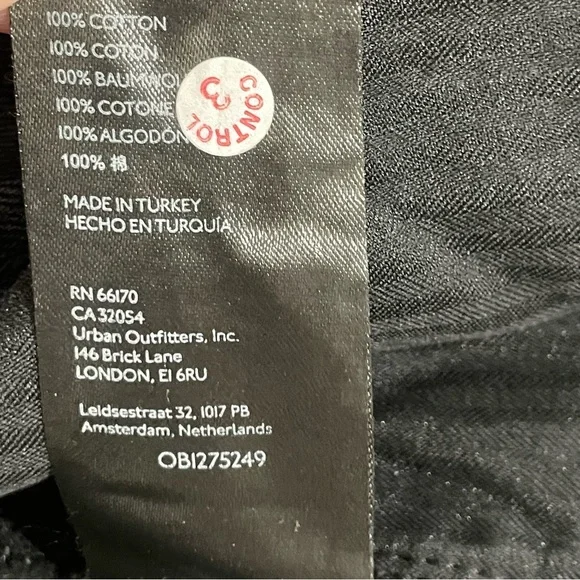 100% COTTON
100% COTON
100% BAUMWOL
100% COTONE
100% ALGODÓN
100% 棉
CONTROL
3
MADE IN TURKEY
HECHO EN TURQUÍA
RN 66170
CA 32054
Urban Outfitters, Inc.
146 Brick Lane
LONDON, E1 6RU
Leidsestraat 32, 1017 PB
Amsterdam, Netherlands
OB1275249